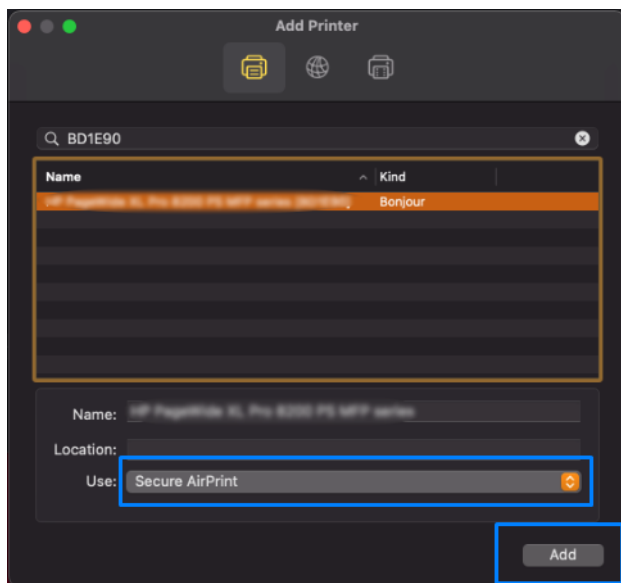 Add Printer
BD1E90
Name Kind
Bonjour
Name:
Location:
Use: Secure AirPrint
Add